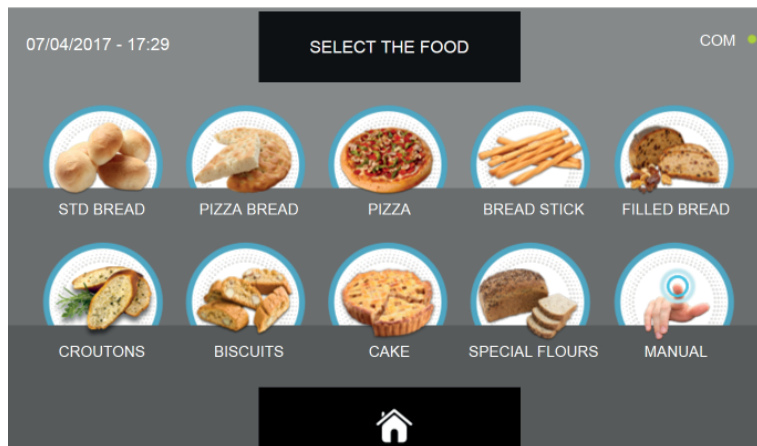 07/04/2017 - 17:29
SELECT THE FOOD
COM
STD BREAD
PIZZA BREAD
PIZZA
BREAD STICK
FILLED BREAD
CROUTONS
BISCUITS
CAKE
SPECIAL FLOURS
MANUAL